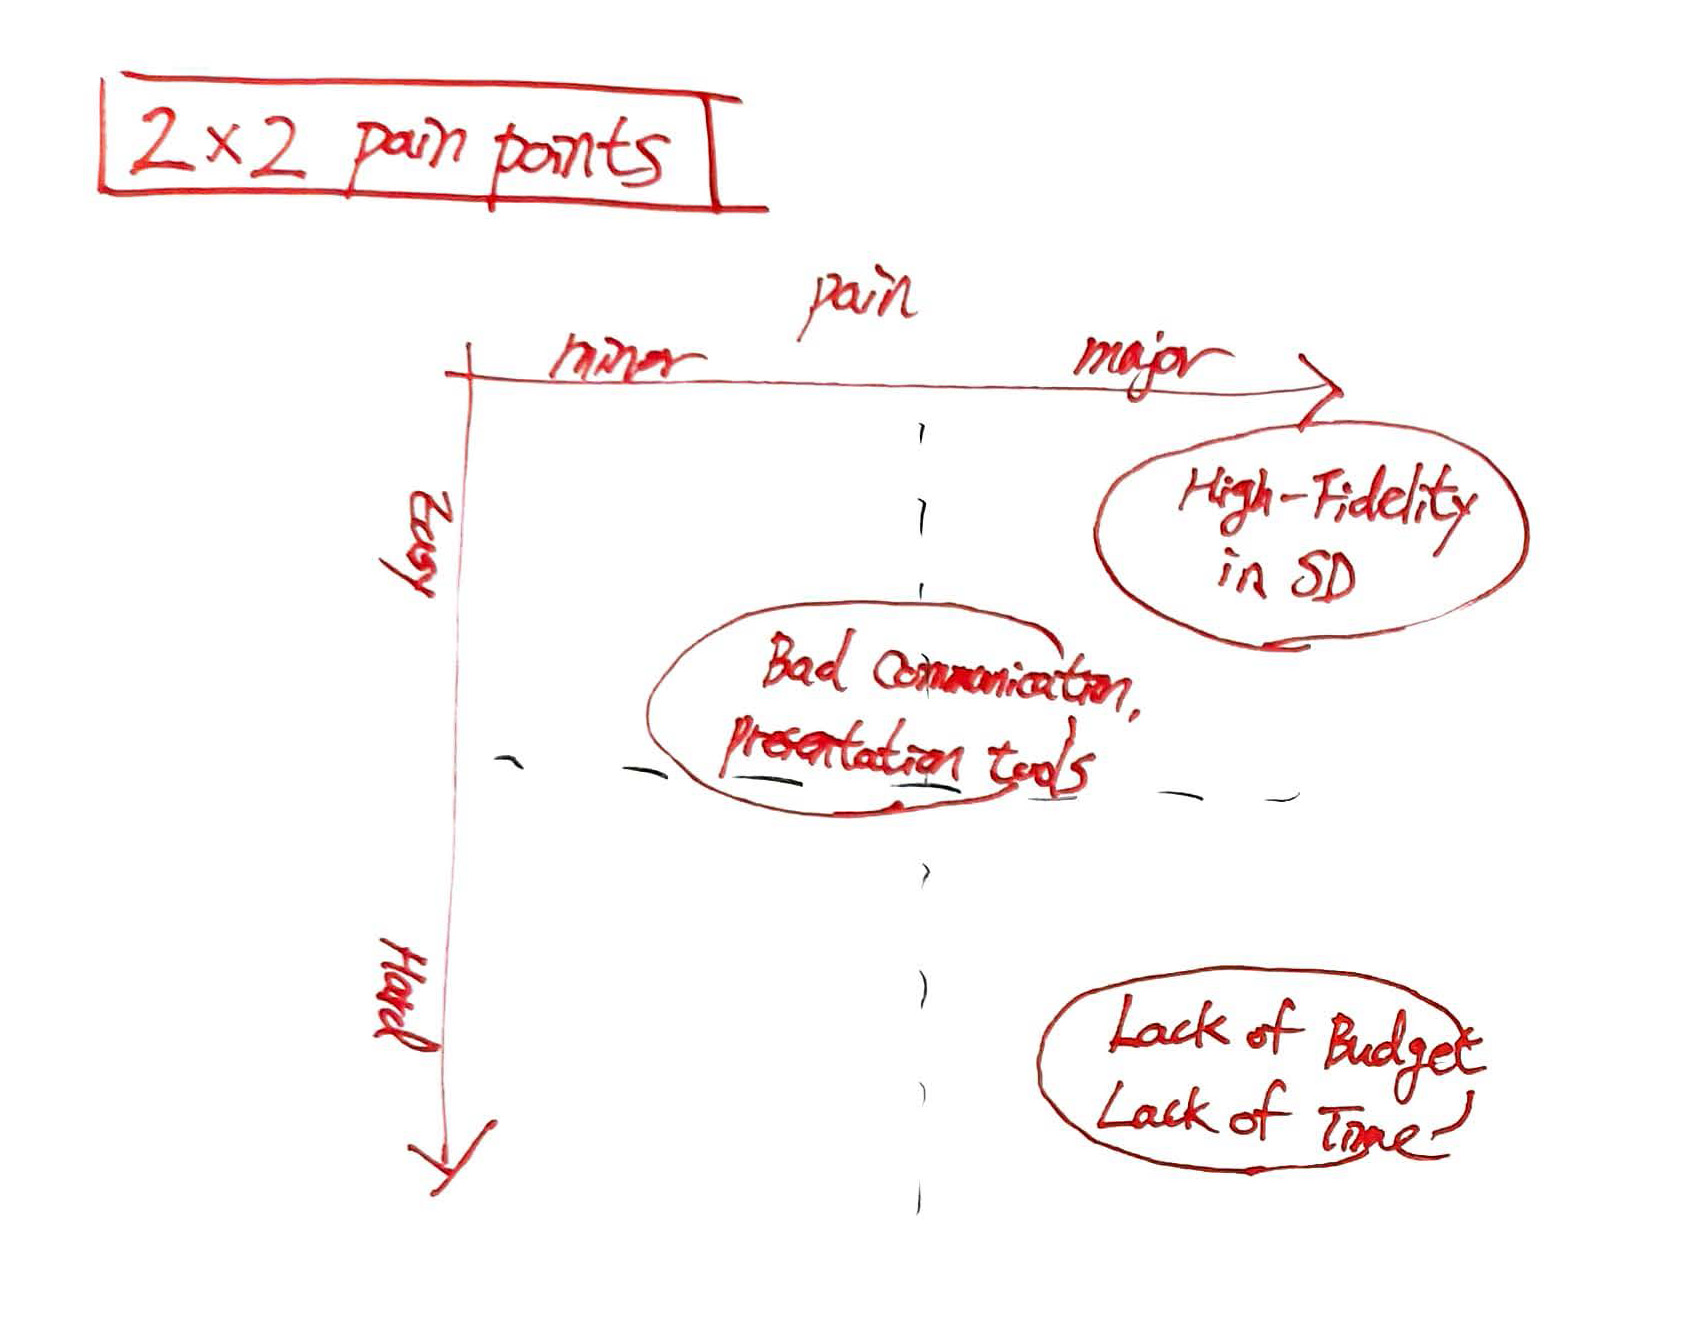 2×2 pain points
pain
minor
major
Easy
High-Fidelity
in SD
Bad Communication,
presentation tools
Hard
Lack of Budget
Lack of Time